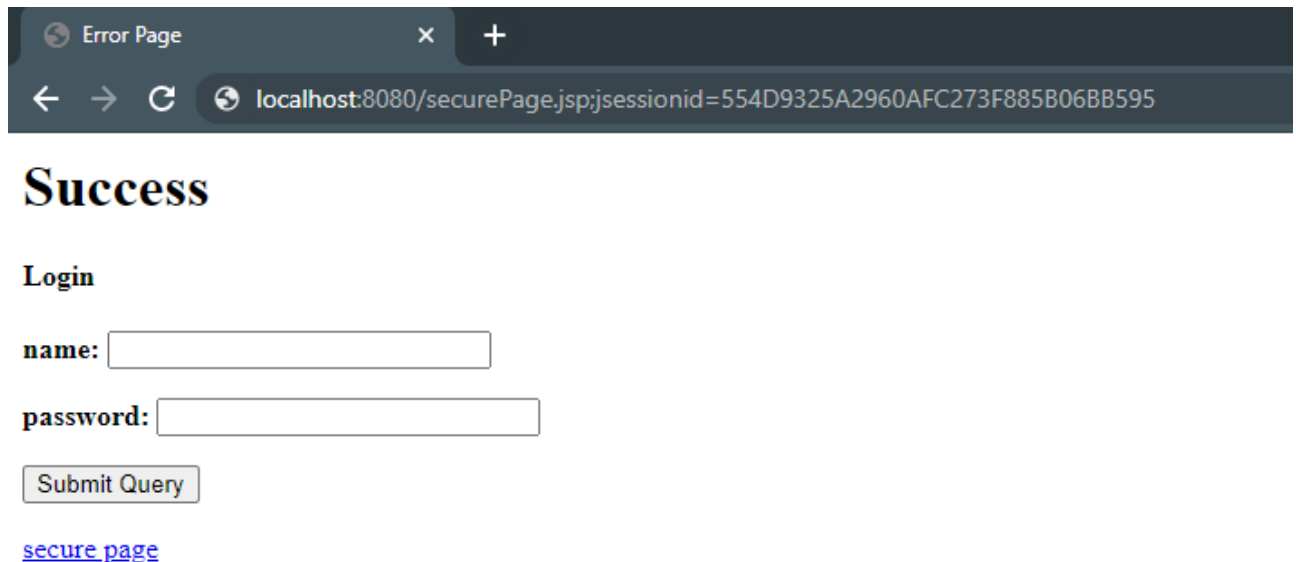 Error Page
localhost:8080/securePage.jsp;jsessionid=554D9325A2960AFC273F885B06BB595
Success
Login
name:
password:
Submit Query
secure page